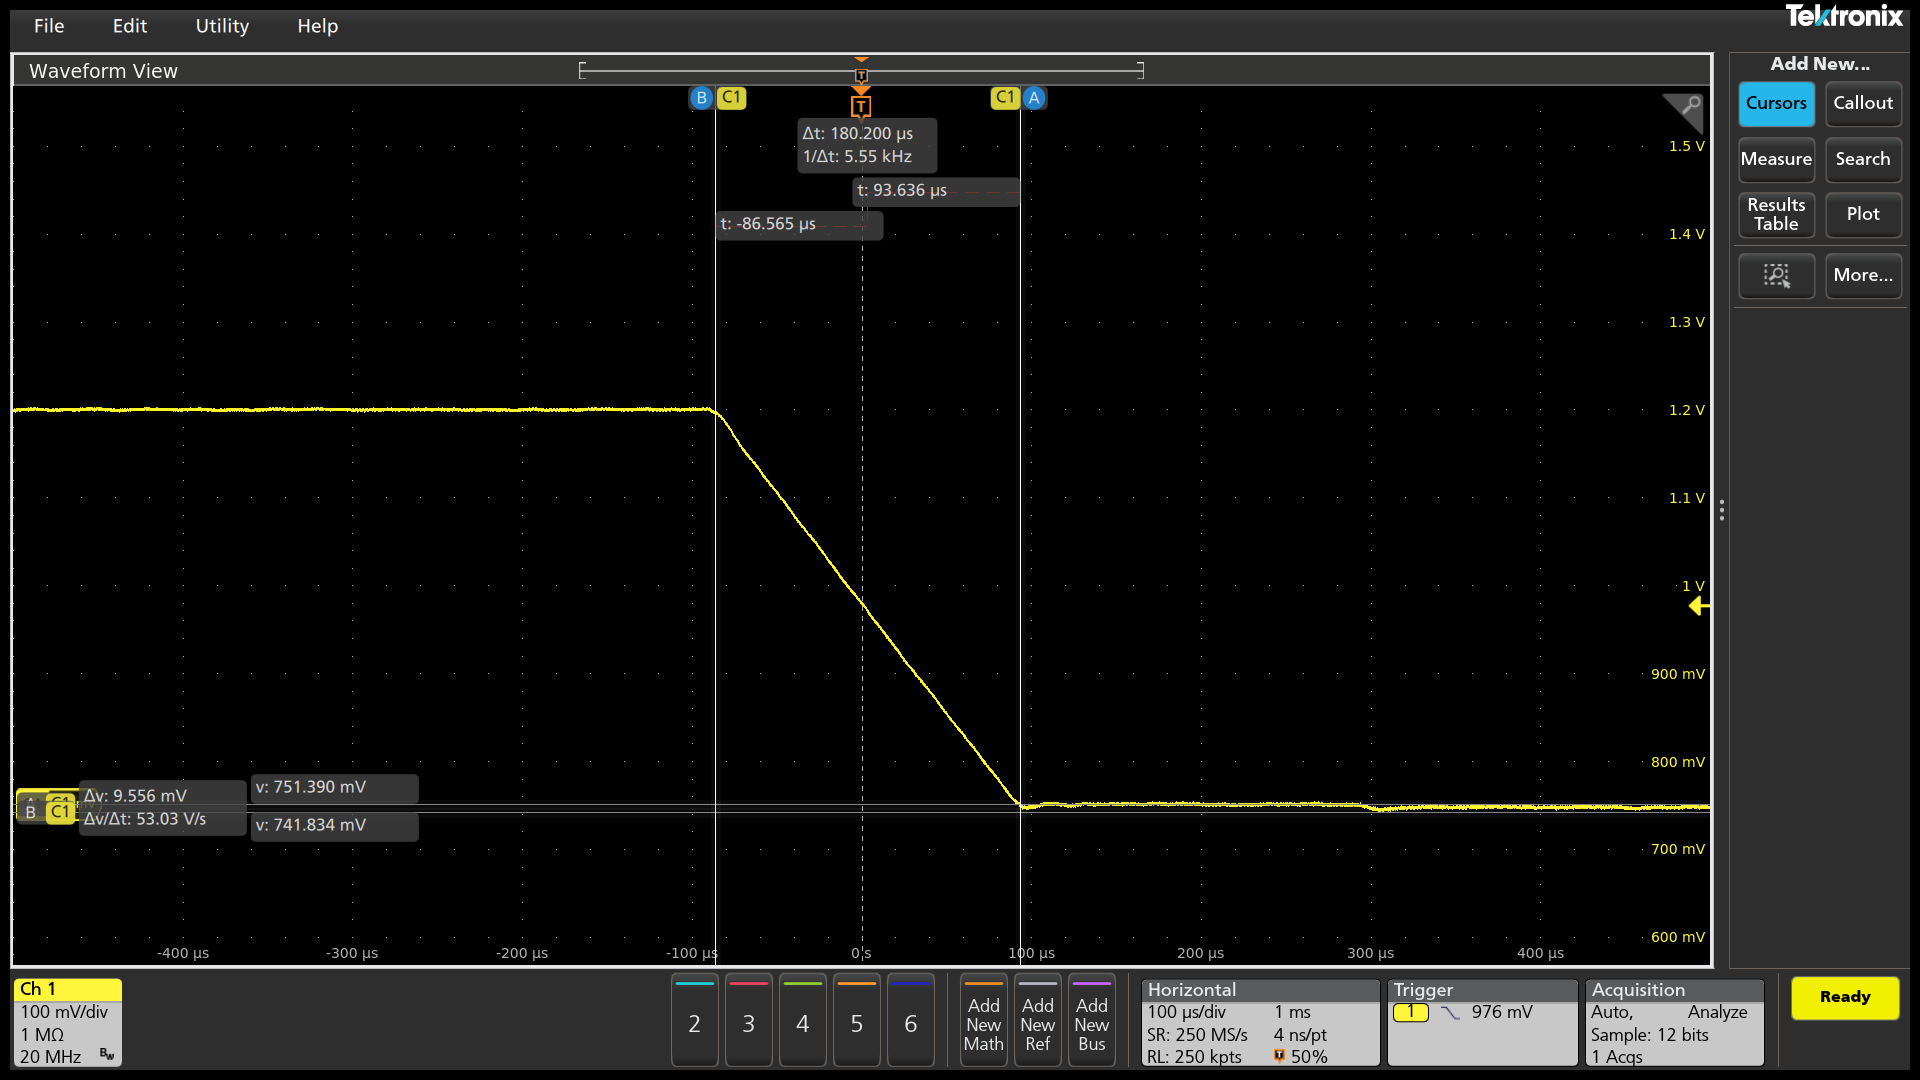 File Edit Utility Help
Tektronix
Waveform View
T
Add New...
B C1
C1 A
T
Cursors Callout
Δt: 180.200 µs
1/Δt: 5.55 kHz
1.5 V
Measure Search
t: 93.636 µs
Results
Table
Plot
t: -86.565 µs
1.4 V
More...
1.3 V
1.2 V
1.1 V
1 V
900 mV
800 mV
v: 751.390 mV
Δv: 9.556 mV
B C1
Δv/Δt: 53.03 V/s
v: 741.834 mV
700 mV
600 mV
-400 µs -300 µs -200 µs -100 µs 0 s 100 µs 200 µs 300 µs 400 µs
Ch 1
100 mV/div
1 MΩ
20 MHz Bw
2 3 4 5 6
Add
New
Math
Add
New
Ref
Add
New
Bus
Horizontal
100 µs/div 1 ms
SR: 250 MS/s 4 ns/pt
RL: 250 kpts T 50%
Trigger
1 976 mV
Acquisition
Auto, Analyze
Sample: 12 bits
1 Acqs
Ready